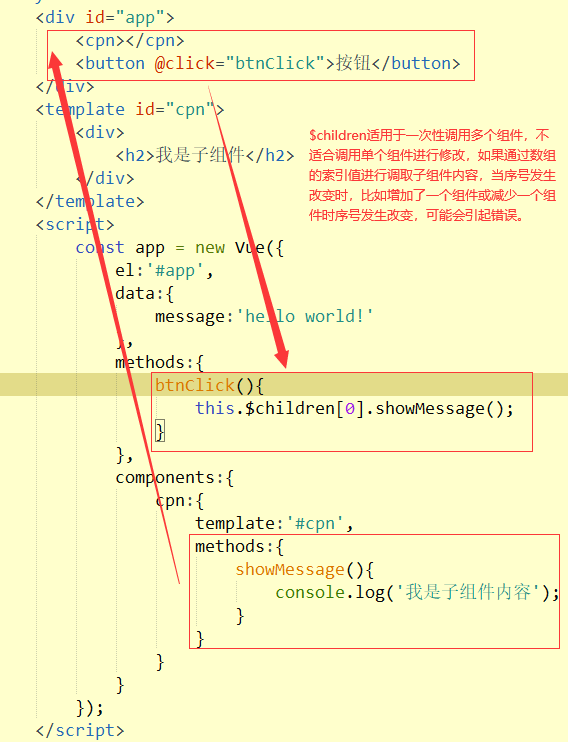 <div id="app">
<cpn></cpn>
<button @click="btnClick">按钮</button>
</div>
<template id="cpn">
<div>
<h2>我是子组件</h2>
</div>
</template>
$children适用于一次性调用多个组件，不
适合调用单个组件进行修改，如果通过数组
的索引值进行调取子组件内容，当序号发生
改变时，比如增加了一个组件或减少一个组
件时序号发生改变，可能会引起错误。
<script>
const app = new Vue({
el:'#app',
data:{
message:'hello world!'
},
methods:{
btnClick(){
this.$children[0].showMessage();
}
},
components:{
cpn:{
template:'#cpn',
methods:{
showMessage(){
console.log('我是子组件内容');
}
}
}
}
});
</script>